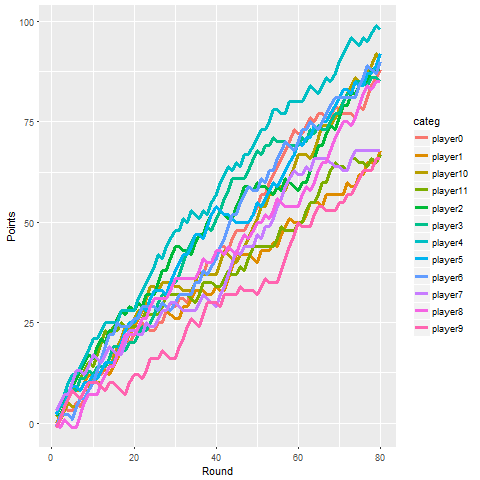 100
75
50
25
0
Points
0
20
40
60
80
Round
categ
player0
player1
player10
player11
player2
player3
player4
player5
player6
player7
player8
player9